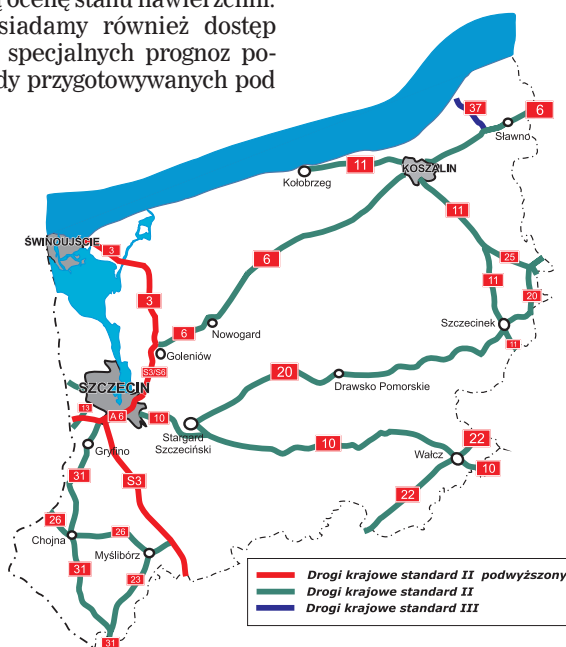 ą ocenę stanu nawierzchni.
siadamy również dostęp
specjalnych prognoz po-
dy przygotowywanych pod
37
6
Sławno
11
KOSZALIN
Kołobrzeg
11
ŚWINOUJŚCIE
3
6
25
11
3
20
Szczecinek
6
Nowogard
11
Goleniów
S3/S6
20
SZCZECIN
Drawsko Pomorskie
13
A 6
10
Stargard
Szczeciński
10
22
Gryfino
Wałcz
10
31
S3
22
26
26
Chojna
Myślibórz
31
23
31
Drogi krajowe standard II podwyższony
Drogi krajowe standard II
Drogi krajowe standard III